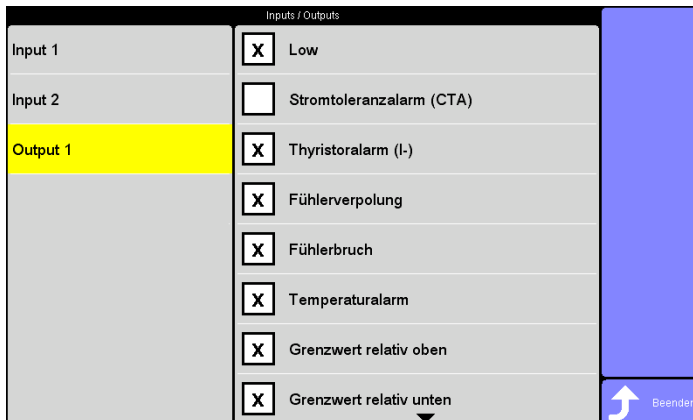 Inputs / Outputs
Input 1
Input 2
Output 1
X Low
Stromtoleranzalarm (CTA)
X Thyristoralarm (I-)
X Fühlerverpolung
X Fühlerbruch
X Temperaturalarm
X Grenzwert relativ oben
X Grenzwert relativ unten
Beenden